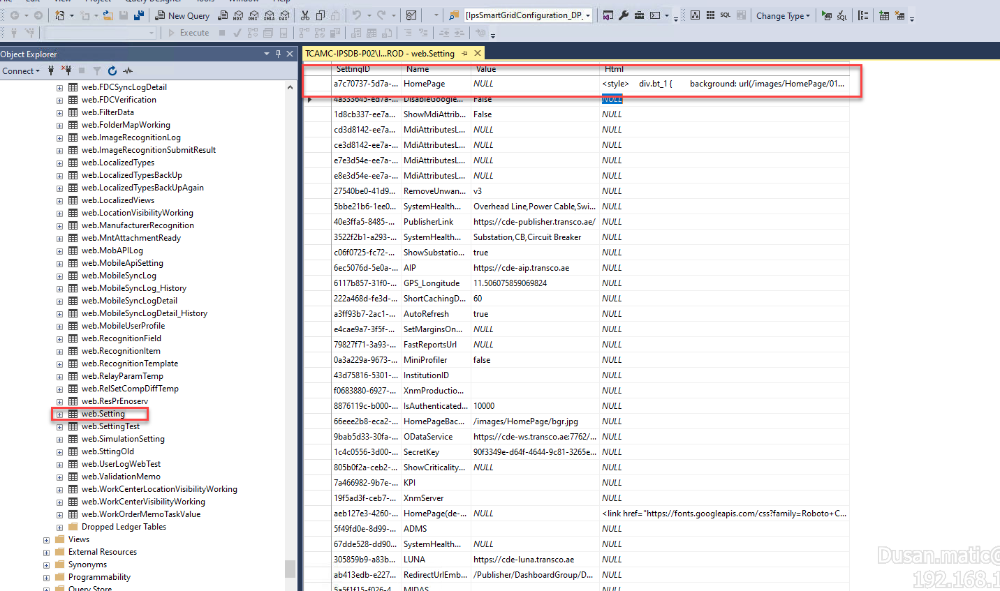 File Edit View Project Query Designer Tools Window Help
New Query MDX DMX XMLA DAX [IpsSmartGridConfiguration_DP_ SQL Change Type SQL
Execute
Object Explorer
Connect
web.FDCSyncLogDetail
web.FDCVerification
web.FilterData
web.FolderMapWorking
web.ImageRecognitionLog
web.ImageRecognitionSubmitResult
web.LocalizedTypes
web.LocalizedTypesBackUp
web.LocalizedTypesBackUpAgain
web.LocalizedViews
web.LocationVisibilityWorking
web.ManufacturerRecognition
web.MntAttachmentReady
web.MobAPILog
web.MobileApiSetting
web.MobileSyncLog
web.MobileSyncLog_History
web.MobileSyncLogDetail
web.MobileSyncLogDetail_History
web.MobileUserProfile
web.RecognitionField
web.RecognitionItem
web.RecognitionTemplate
web.RelayParamTemp
web.RelSetCompDiffTemp
web.ResPrEnoserv
web.Setting
web.SettingTest
web.SimulationSetting
web.SttingOld
web.UserLogWebTest
web.ValidationMemo
web.WorkCenterLocationVisibilityWorking
web.WorkCenterVisibilityWorking
web.WorkOrderMemoTaskValue
Dropped Ledger Tables
Views
External Resources
Synonyms
Programmability
Query Store
TCAMC-IPSDB-P02\I...ROD - web.Setting
SettingID Name Value Html
a7c70737-5d7a-... HomePage NULL <style> div.bt_1 { background: url(/images/HomePage/01...
4a333645-ed7a-... DisableGoogle... False NULL
1d8cb337-ee7a... ShowMdiAttrib... False NULL
cd3d8142-ee7a... MdiAttributesL... NULL NULL
ce3d8142-ee7a... MdiAttributesL... NULL NULL
e7e3d54e-ee7a-... MdiAttributesL... NULL NULL
e8e3d54e-ee7a-... MdiAttributesL... NULL NULL
27540be0-41d9... RemoveUnwan... v3 NULL
5bbe21b6-1ee0... SystemHealth... Overhead Line,Power Cable,Swi... NULL
40e3ffa5-8485-... PublisherLink https://cde-publisher.transco.ae/ NULL
3522f2b1-a293-... SystemHealth... Substation,CB,Circuit Breaker NULL
c06f0725-fc72-... ShowSubstatio... true NULL
6ec5076d-5e0a-... AIP https://cde-aip.transco.ae NULL
6117b857-31f0-... GPS_Longitude 11.506075859069824 NULL
222a468d-fe3d-... ShortCachingD... 60 NULL
a3ff93b7-2ac1-... AutoRefresh true NULL
e4cae9a7-3f5f-... SetMarginsOn... NULL NULL
79827f71-3a93-... FastReportsUrl NULL NULL
0a3a229a-9673-... MiniProfiler false NULL
43d75816-5301-... InstitutionID NULL
f0683880-6927-... XnmProductio... NULL
8876119c-b000-... IsAuthenticated... 10000 NULL
66eee2b8-eca2-... HomePageBac... /images/HomePage/bgr.jpg NULL
9bab5d33-30fa-... ODataService https://cde-ws.transco.ae:7762/... NULL
1c4c0556-3d00-... SecretKey 90f3349e-d64f-4644-9c81-3265e... NULL
805b0f2a-ceb2-... ShowCriticality... NULL NULL
7a466982-9b7e-... KPI NULL
19f5ad3f-ceb7-... XnmServer NULL
aeb127e3-4260-... HomePage(de-... NULL <link href="https://fonts.googleapis.com/css?family=Roboto+C...
5f49fd0e-8d99-... ADMS NULL
67dde528-dd90... SystemHealth... NULL NULL
305859b9-a83b... LUNA https://cde-luna.transco.ae NULL
ab413edb-e227... RedirectUrlEmb... /Publisher/DashboardGroup/D... NULL
5a5f1f15-f026-4... MIDAS NULL
Dusan.matic@
192.168.1